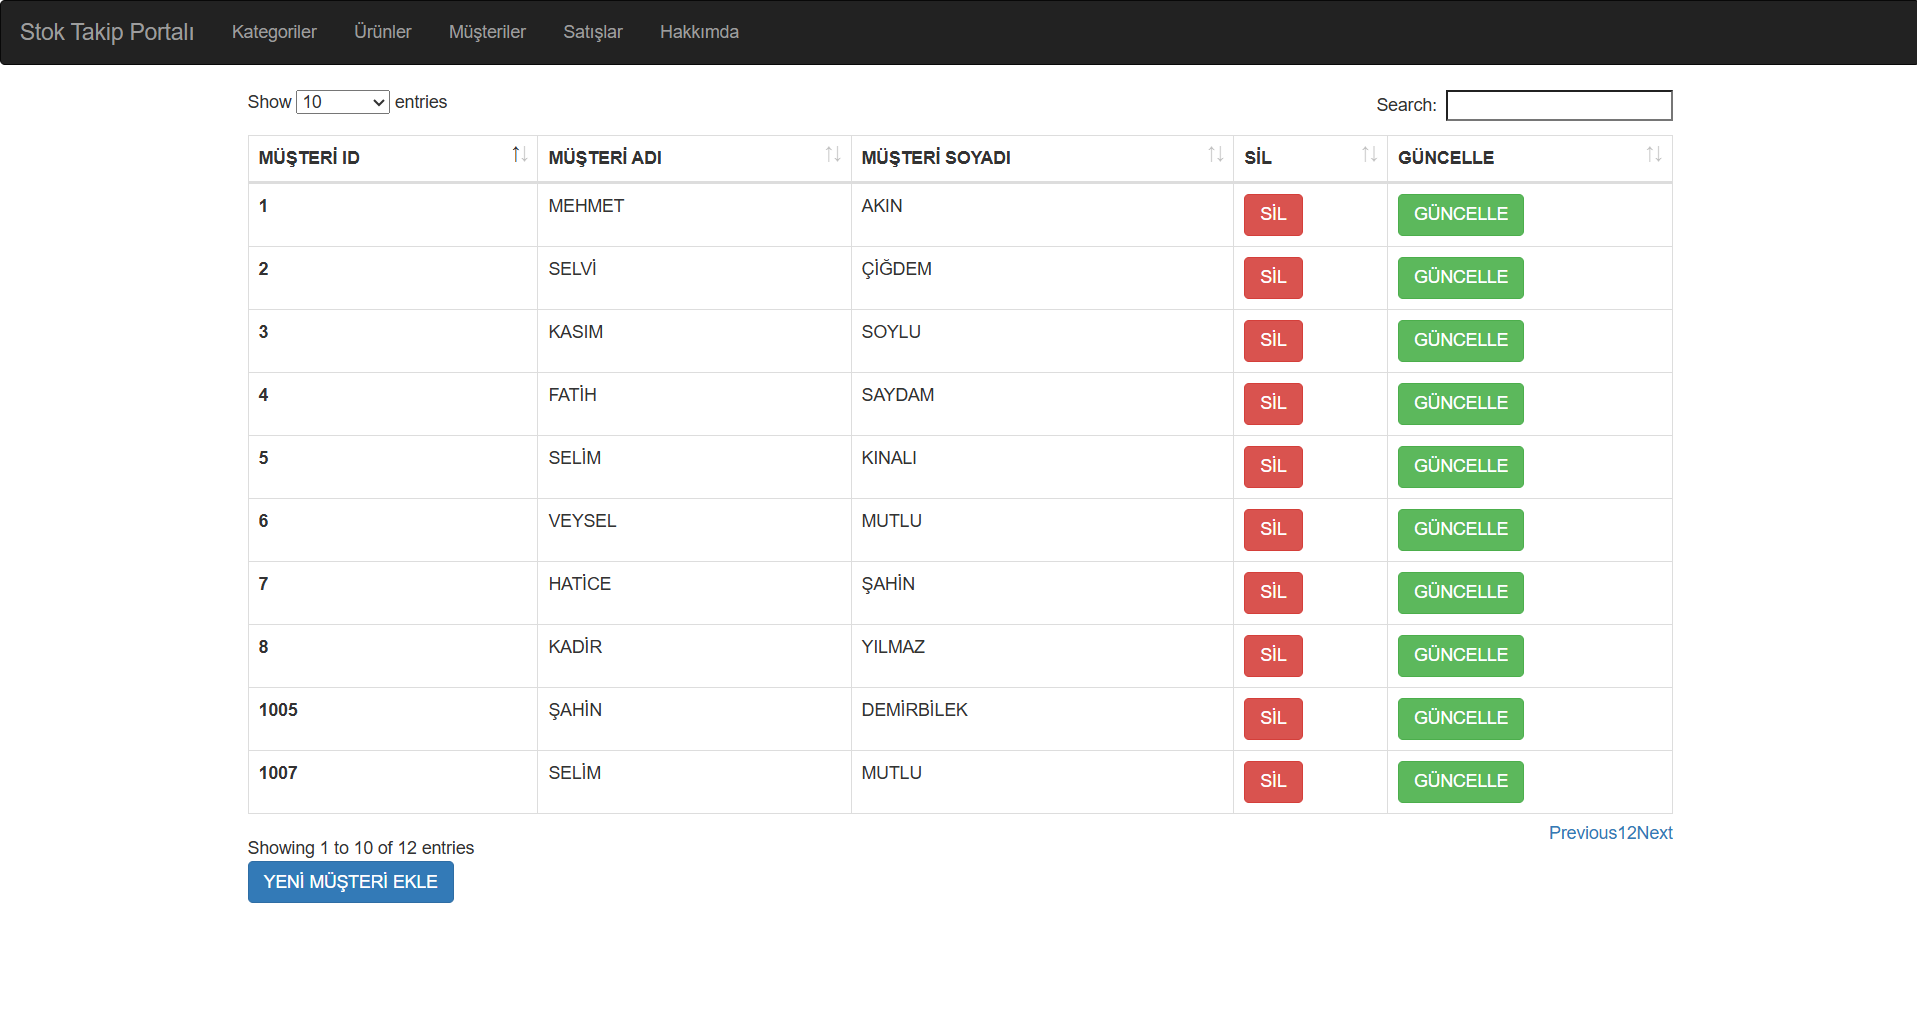 Stok Takip Portalı Kategoriler Ürünler Müşteriler Satışlar Hakkımda
Show 10 entries Search:
MÜŞTERİ ID MÜŞTERİ ADI MÜŞTERİ SOYADI SİL GÜNCELLE
1 MEHMET AKIN SİL GÜNCELLE
2 SELVİ ÇİĞDEM SİL GÜNCELLE
3 KASIM SOYLU SİL GÜNCELLE
4 FATİH SAYDAM SİL GÜNCELLE
5 SELİM KINALI SİL GÜNCELLE
6 VEYSEL MUTLU SİL GÜNCELLE
7 HATİCE ŞAHİN SİL GÜNCELLE
8 KADİR YILMAZ SİL GÜNCELLE
1005 ŞAHİN DEMİRBİLEK SİL GÜNCELLE
1007 SELİM MUTLU SİL GÜNCELLE
Previous12Next
Showing 1 to 10 of 12 entries
YENİ MÜŞTERİ EKLE